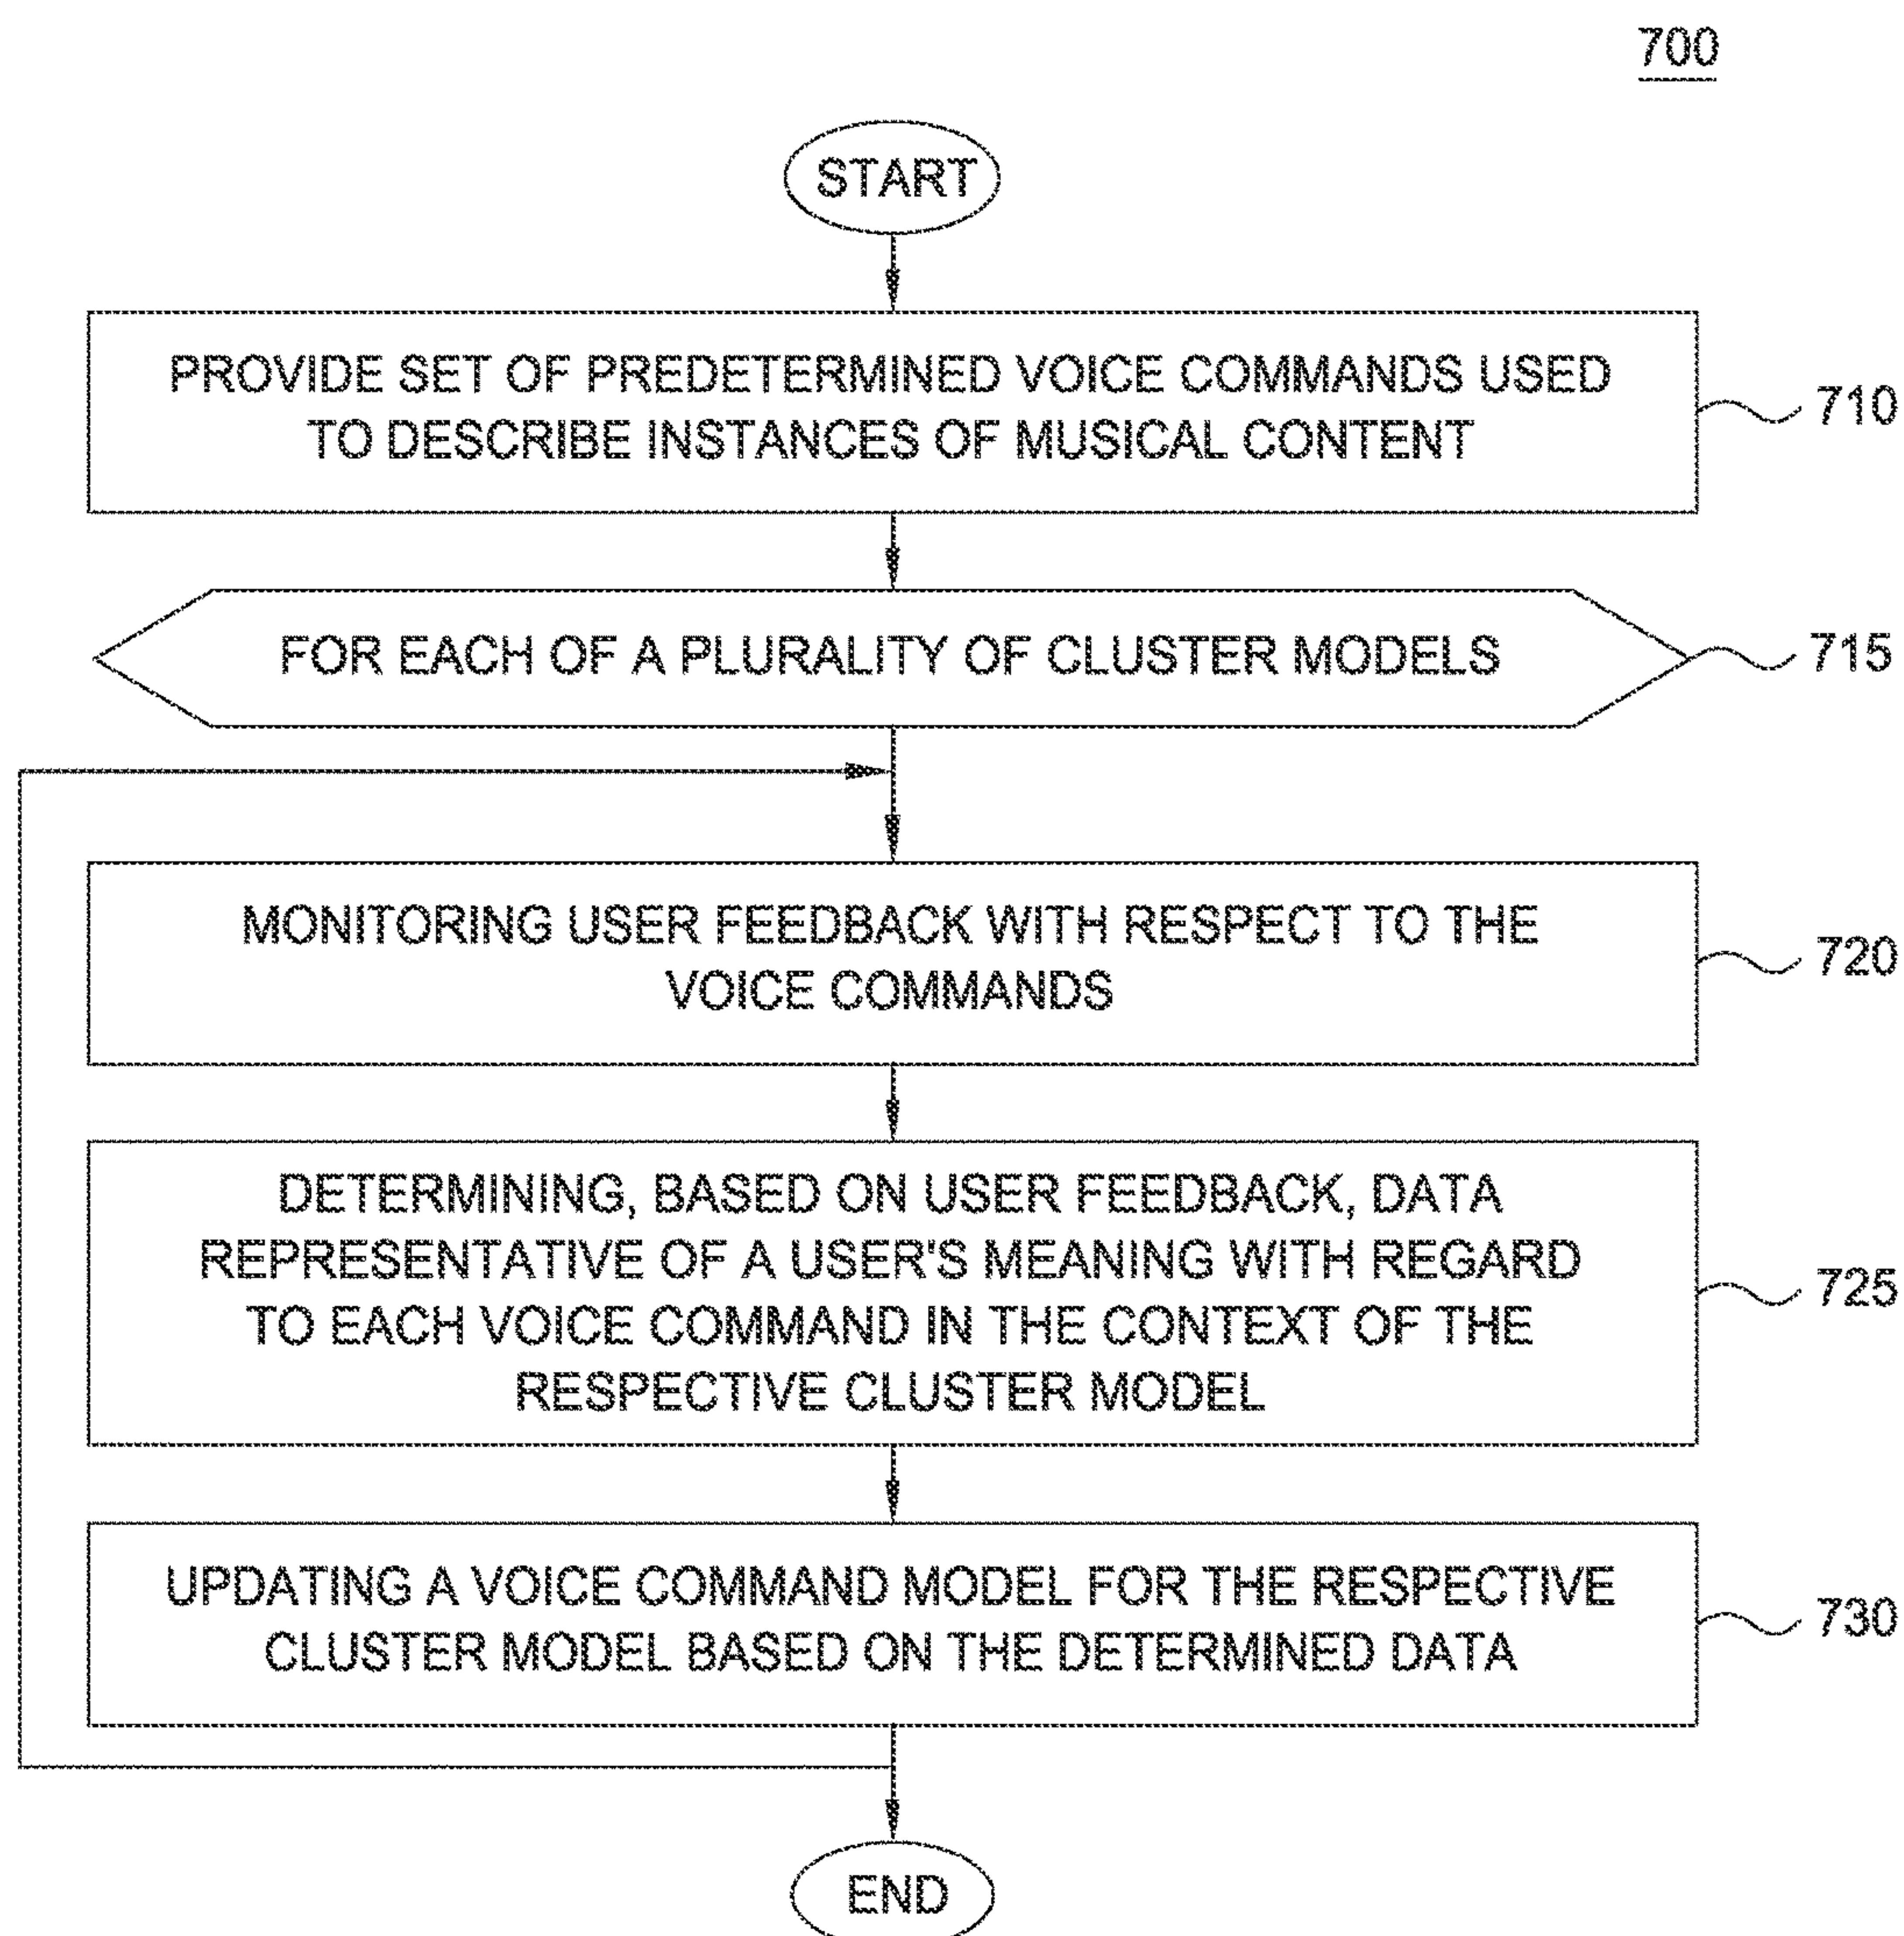 700
START
PROVIDE SET OF PREDETERMINED VOICE COMMANDS USED
TO DESCRIBE INSTANCES OF MUSICAL CONTENT
710
FOR EACH OF A PLURALITY OF CLUSTER MODELS
715
MONITORING USER FEEDBACK WITH RESPECT TO THE
VOICE COMMANDS
720
DETERMINING, BASED ON USER FEEDBACK, DATA
REPRESENTATIVE OF A USER'S MEANING WITH REGARD
TO EACH VOICE COMMAND IN THE CONTEXT OF THE
RESPECTIVE CLUSTER MODEL
725
UPDATING A VOICE COMMAND MODEL FOR THE RESPECTIVE
CLUSTER MODEL BASED ON THE DETERMINED DATA
730
END